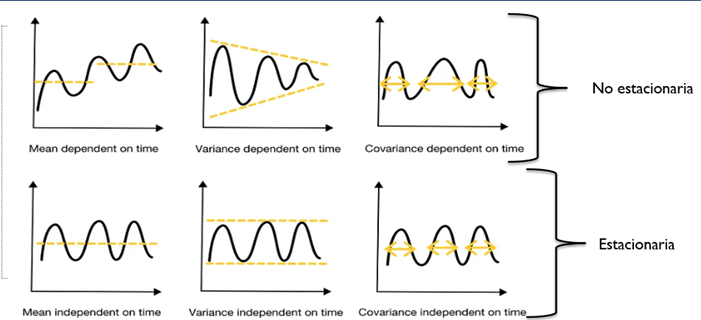 Mean dependent on time
Variance dependent on time
Covariance dependent on time
No estacionaria
Mean independent on time
Variance independent on time
Covariance independent on time
Estacionaria